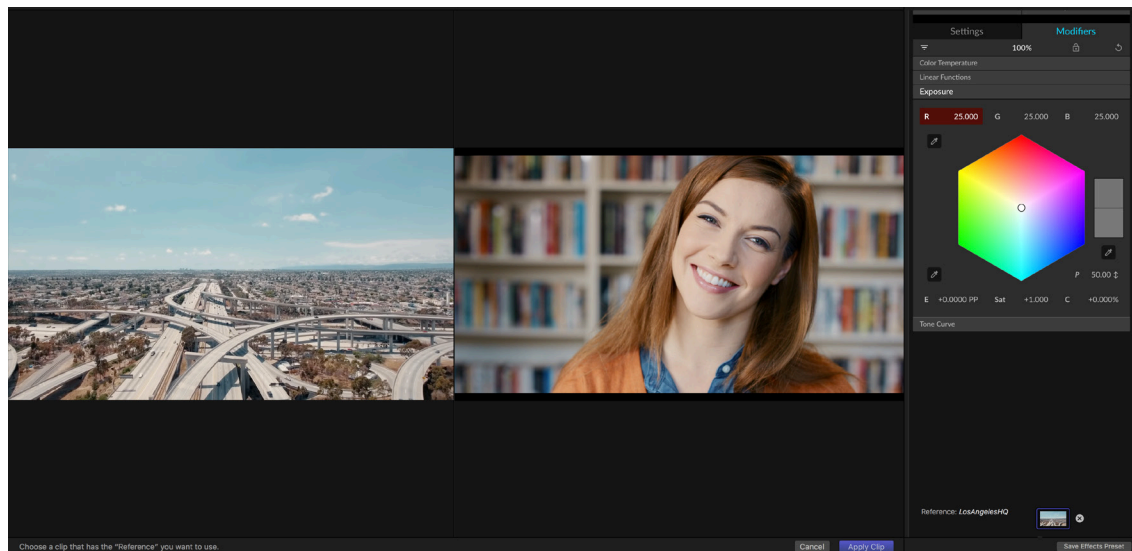 Settings Modifiers
100%
Color Temperature
Linear Functions
Exposure
R 25.000 G 25.000 B 25.000
P 50.00
E +0.0000 PP Sat +1.000 C +0.000%
Tone Curve
Reference: LosAngelesHQ
Choose a clip that has the "Reference" you want to use. Cancel Apply Clip Save Effects Preset